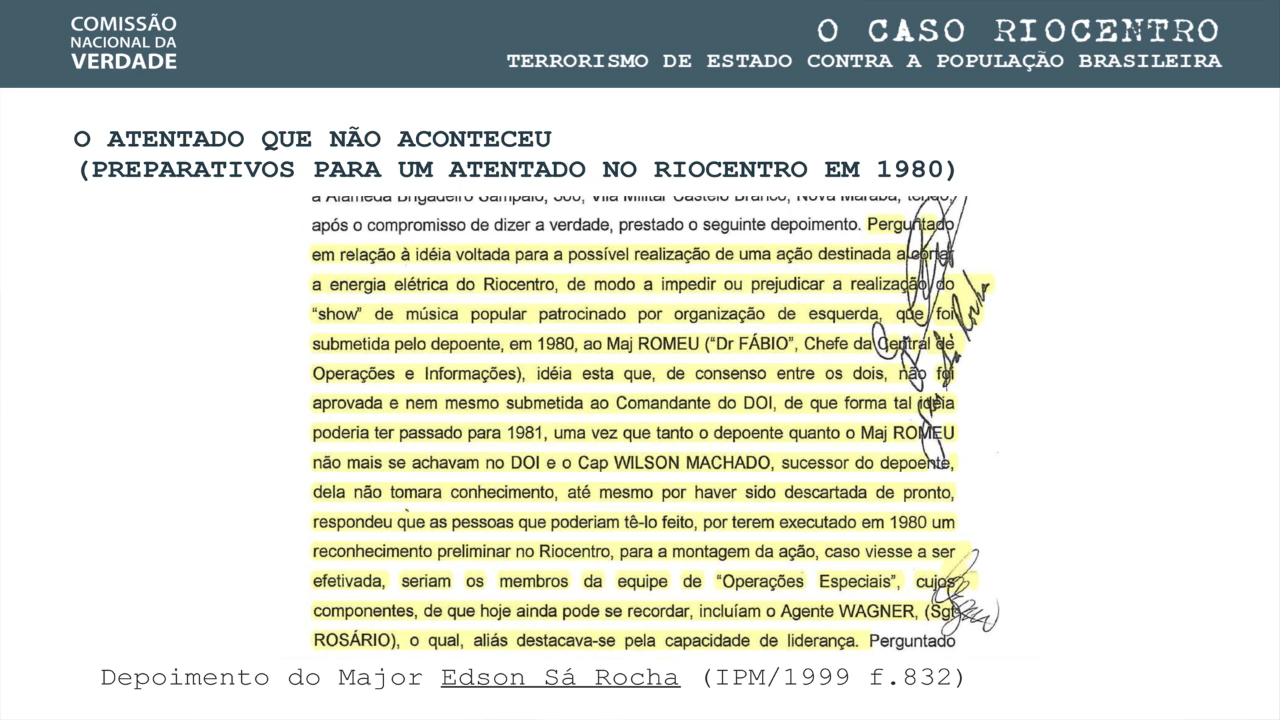 COMISSÃO
NACIONAL DA
VERDADE
O CASO RIOCENTRO
TERRORISMO DE ESTADO CONTRA A POPULAÇÃO BRASILEIRA
O ATENTADO QUE NÃO ACONTECEU
(PREPARATIVOS PARA UM ATENTADO NO RIOCENTRO EM 1980)
a Alameda Brigadeiro Sampaio, Vila Militar Castelo Branco, Nova Marabá, tendo,
após o compromisso de dizer a verdade, prestado o seguinte depoimento. Perguntado
em relação à idéia voltada para a possível realização de uma ação destinada a cortar
a energia elétrica do Riocentro, de modo a impedir ou prejudicar a realização do
“show” de música popular patrocinado por organização de esquerda, que foi
submetida pelo depoente, em 1980, ao Maj ROMEU (“Dr FÁBIO”, Chefe da Central de
Operações e Informações), idéia esta que, de consenso entre os dois, não foi
aprovada e nem mesmo submetida ao Comandante do DOI, de que forma tal idéia
poderia ter passado para 1981, uma vez que tanto o depoente quanto o Maj ROMEU
não mais se achavam no DOI e o Cap WILSON MACHADO, sucessor do depoente,
dela não tomara conhecimento, até mesmo por haver sido descartada de pronto,
respondeu que as pessoas que poderiam tê-lo feito, por terem executado em 1980 um
reconhecimento preliminar no Riocentro, para a montagem da ação, caso viesse a ser
efetivada, seriam os membros da equipe de “Operações Especiais”, cujos
componentes, de que hoje ainda pode se recordar, incluíam o Agente WAGNER, (Sgt
ROSÁRIO), o qual, aliás destacava-se pela capacidade de liderança. Perguntado
Depoimento do Major Edson Sá Rocha (IPM/1999 f.832)